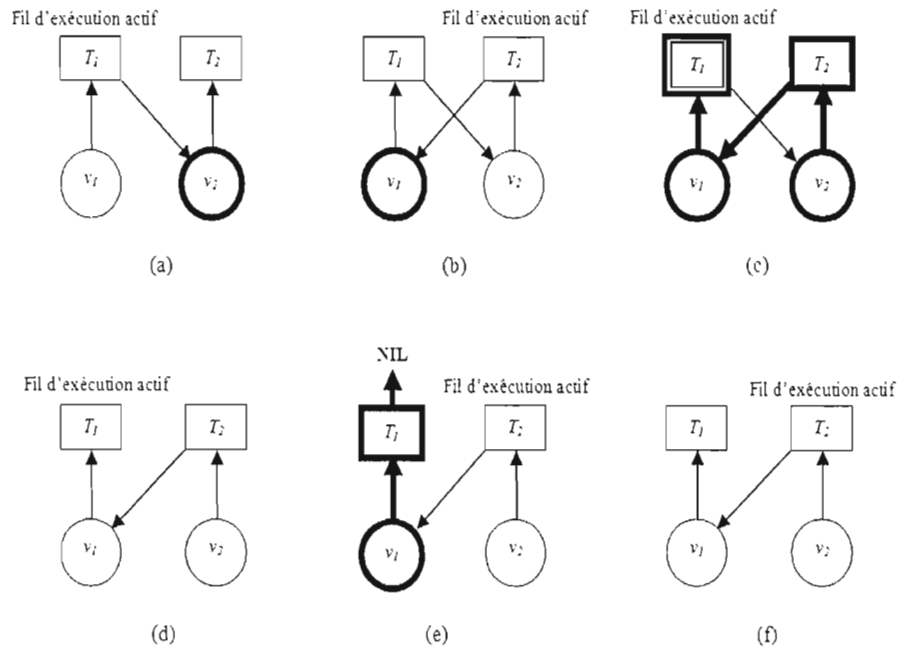 Fil d'exécution actif Fil d'exécution actif Fil d'exécution actif
T1 T2 T1 T2 T1 T2
v1 v2 v1 v2 v1 v2
(a) (b) (c)
NIL
Fil d'exécution actif Fil d'exécution actif Fil d'exécution actif
T1 T2 T1 T2 T1 T2
v1 v2 v1 v2 v1 v2
(d) (e) (f)